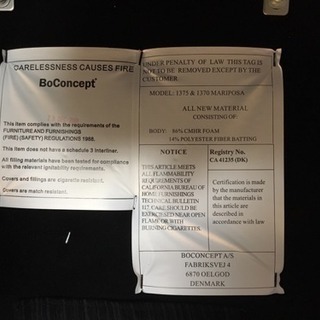 CARELESSNESS CAUSES FIRE
BoConcept®
This item complies with the requirements of the
FURNITURE AND FURNISHINGS
(FIRE) (SAFETY) REGULATIONS 1988.
This item does not have a schedule 3 interliner.
All filling materials have been tested for compliance
with the relevant ignitability requirements.
Covers and fillings are cigarette resistant.
Covers are match resistant.
UNDER PENALTY OF LAW THIS TAG IS
NOT TO BE REMOVED EXCEPT BY THE
CUSTOMER
MODEL: 1375 & 1370 MARIPOSA
ALL NEW MATERIAL
CONSISTING OF
BODY: 86% CMHR FOAM
14% POLYESTER FIBER BATTING
NOTICE
THIS ARTICLE MEETS
ALL FLAMMABILITY
REQUIREMENTS OF
CALIFORNIA BUREAU OF
HOME FURNISHINGS
TECHNICAL BULLETIN
117. CARE SHOULD BE
EXERCISED NEAR OPEN
FLAME OR WITH
BURNING CIGARETTES.
Registry No.
CA 41235 (DK)
Certification is made
by the manufacturer
that the materials in
this article are
described in
accordance with law
BOCONCEPT A/S
FABRIKSVEJ 4
6870 OELGOD
DENMARK